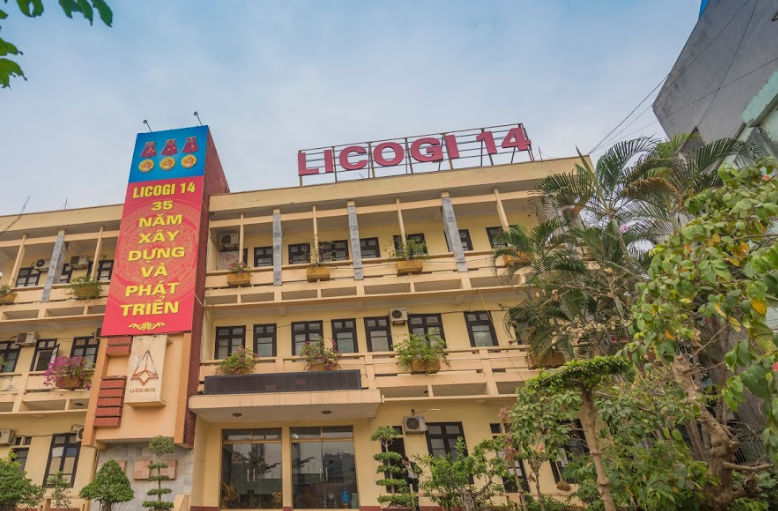 LICOGI 14
LICOGI 14
35
NĂM
XÂY
DỰNG
VÀ
PHÁT
TRIỂN